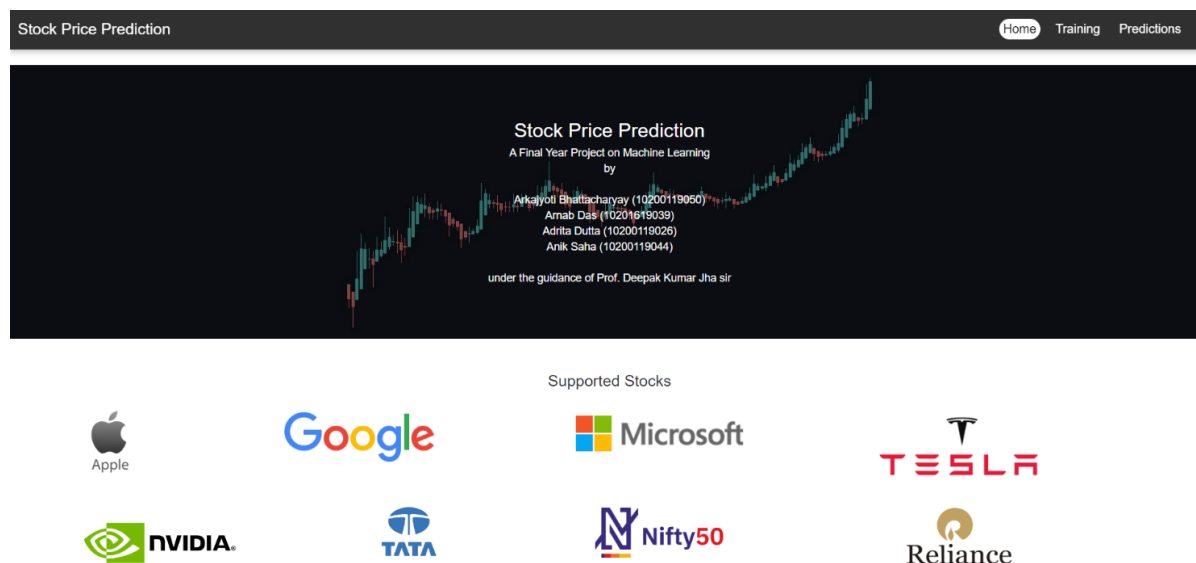 Stock Price Prediction
Home Training Predictions
Stock Price Prediction
A Final Year Project on Machine Learning
by
Arkajyoti Bhattacharyay (10200119050)
Arnab Das (10201619039)
Adrita Dutta (10200119026)
Anik Saha (10200119044)
under the guidance of Prof. Deepak Kumar Jha sir
Supported Stocks
Apple
Google
Microsoft
TESLA
NVIDIA.
TATA
Nifty50
Reliance